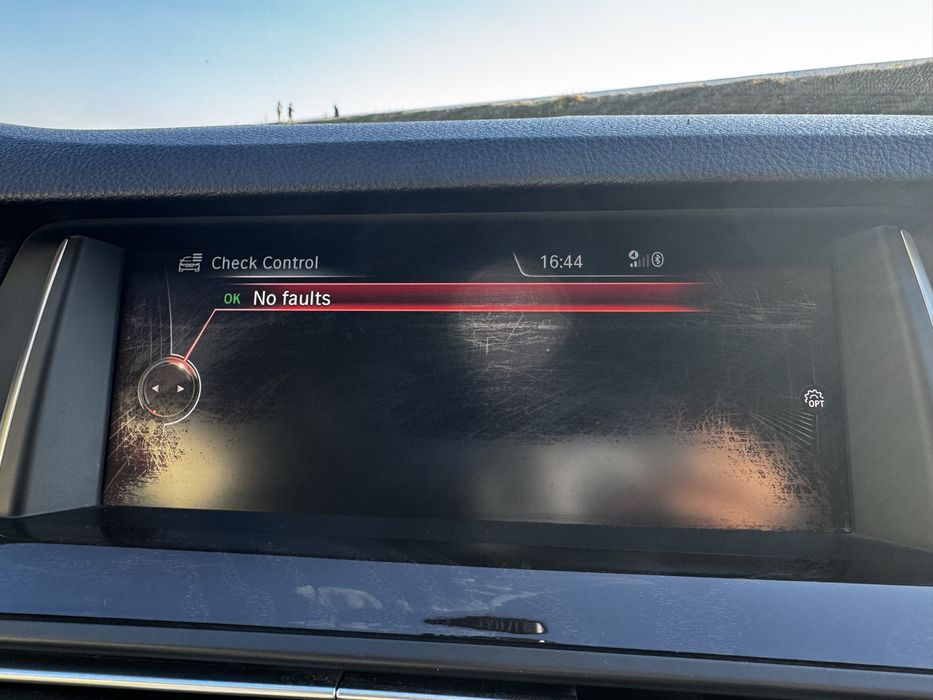 Check Control
16:44
OK No faults
OPT